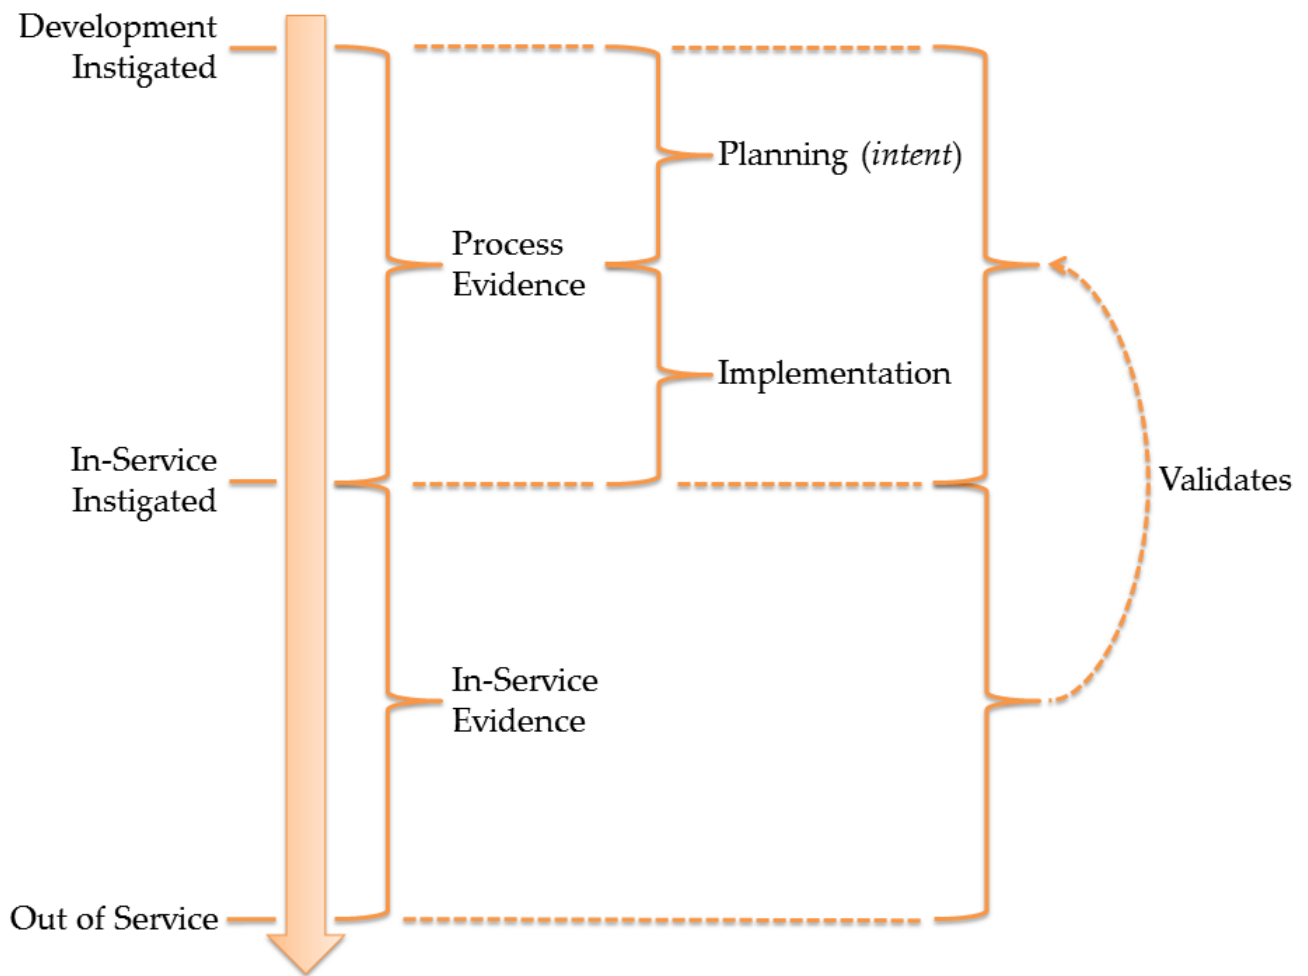 Development
Instigated
Planning (intent)
Process
Evidence
Implementation
In-Service
Instigated
Validates
In-Service
Evidence
Out of Service